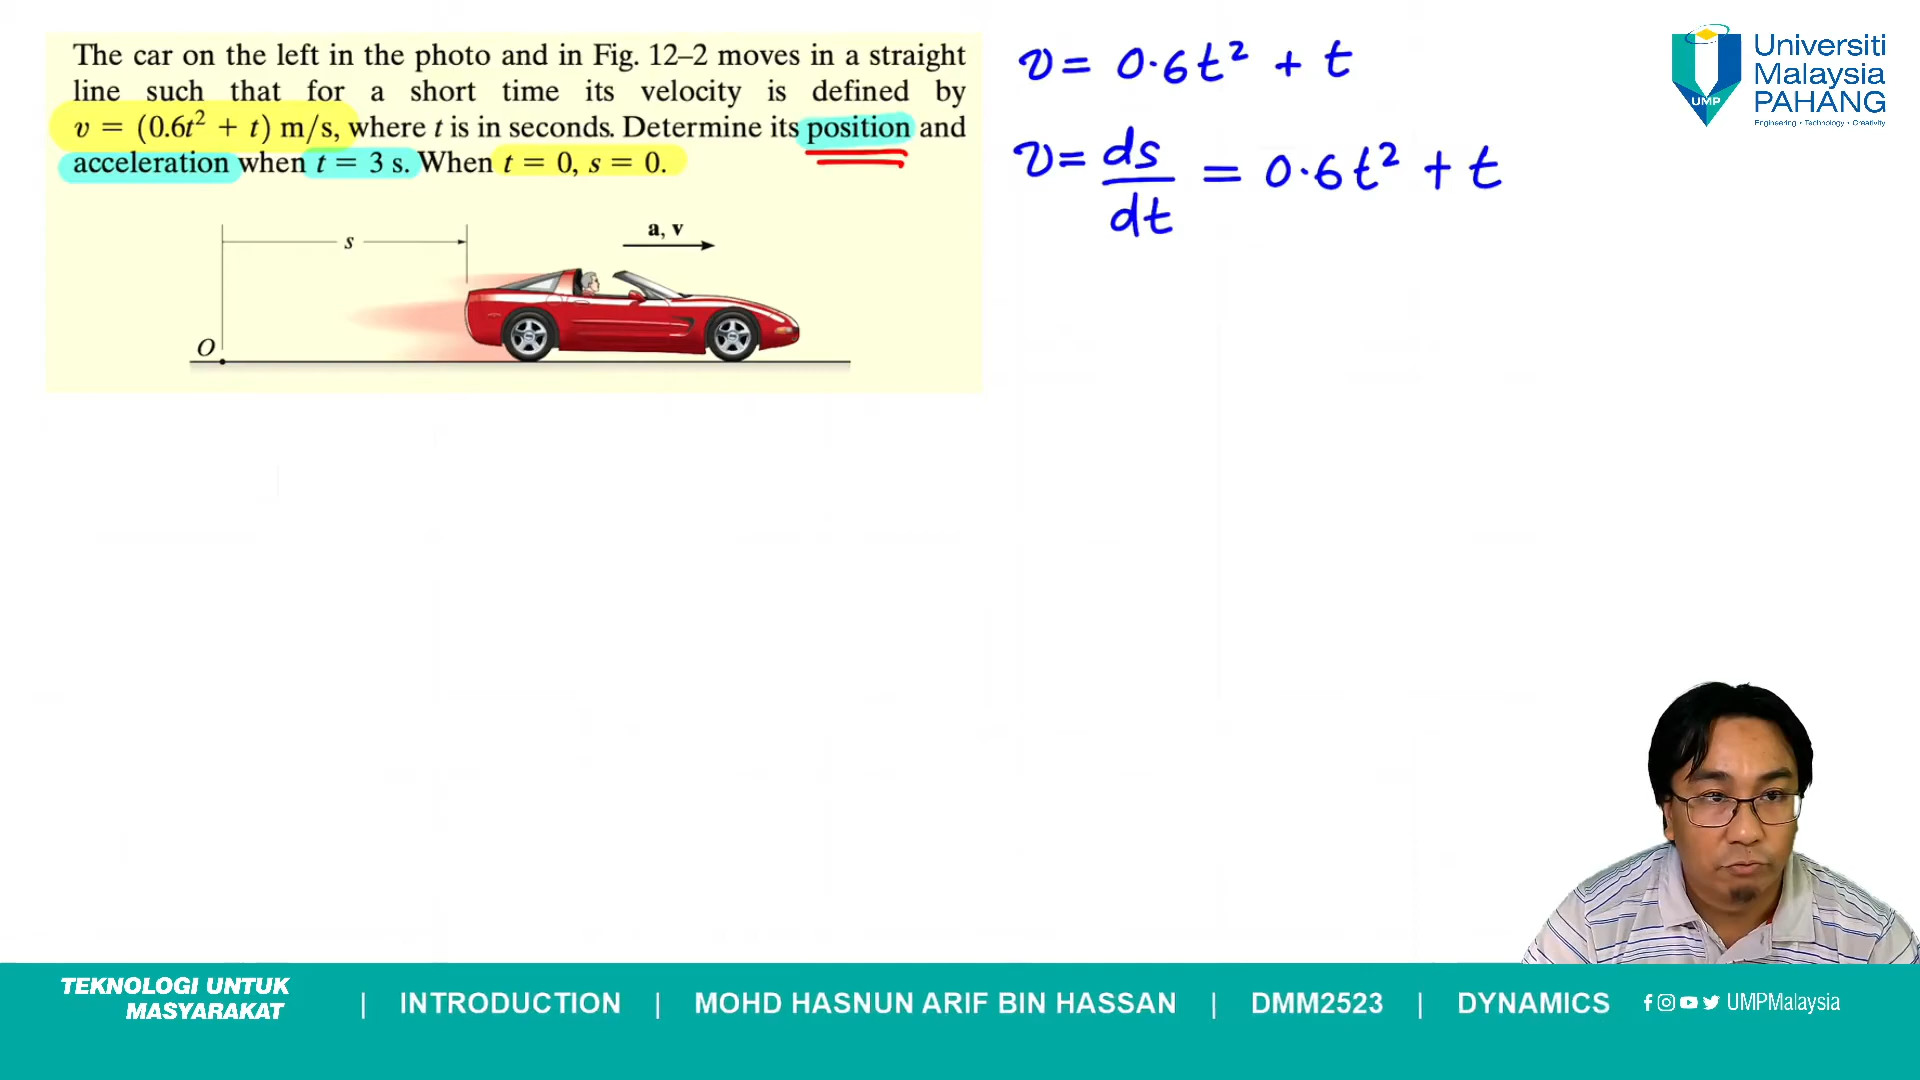 The car on the left in the photo and in Fig. 12–2 moves in a straight
line such that for a short time its velocity is defined by
v = (0.6t² + t) m/s, where t is in seconds. Determine its position and
acceleration when t = 3 s. When t = 0, s = 0.
s
a, v
O
v = 0.6t² + t
v = ds/dt = 0.6t² + t
Universiti
Malaysia
PAHANG
Engineering • Technology • Creativity
UMP
TEKNOLOGI UNTUK
MASYARAKAT
| INTRODUCTION | MOHD HASNUN ARIF BIN HASSAN | DMM2523 | DYNAMICS
UMPMalaysia